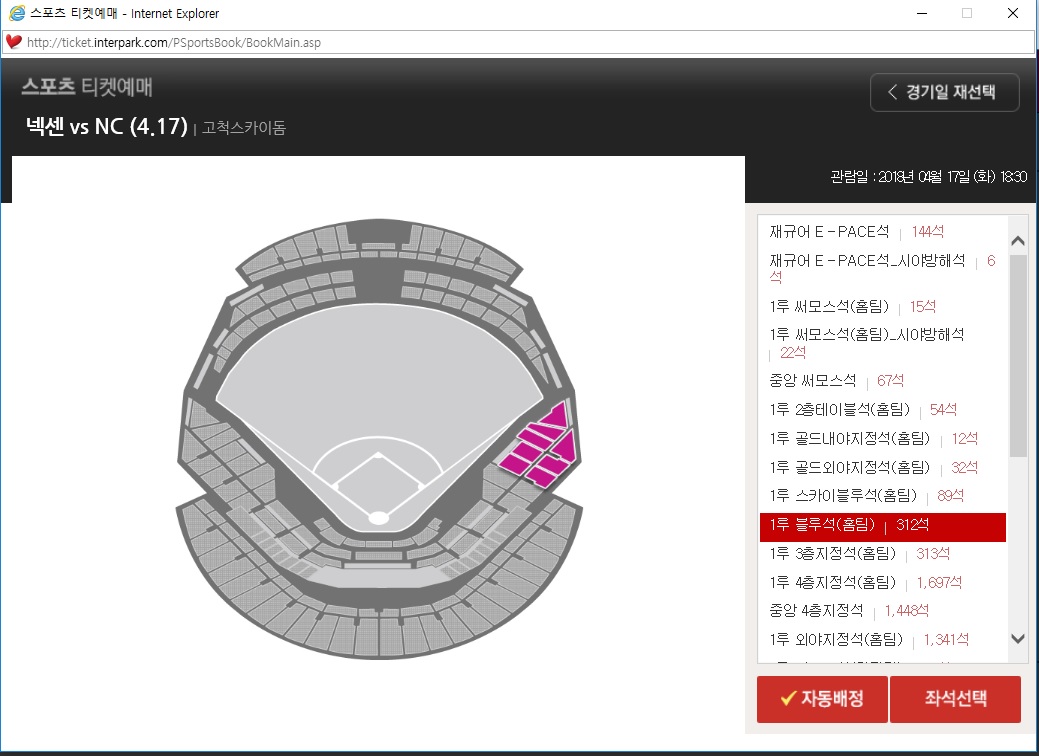 스포츠 티켓예매 - Internet Explorer
http://ticket.interpark.com/PSportsBook/BookMain.asp
스포츠 티켓예매
경기일 재선택
넥센 vs NC (4.17) | 고척스카이돔
관람일 : 2018년 04월 17일 (화) 18:30
재규어 E - PACE석 | 144석
재규어 E - PACE석_시야방해석 | 6
석
1루 써모스석(홈팀) | 15석
1루 써모스석(홈팀)_시야방해석
| 22석
중앙 써모스석 | 67석
1루 2층테이블석(홈팀) | 54석
1루 골드내야지정석(홈팀) | 12석
1루 골드외야지정석(홈팀) | 32석
1루 스카이블루석(홈팀) | 89석
1루 블루석(홈팀) | 312석
1루 3층지정석(홈팀) | 313석
1루 4층지정석(홈팀) | 1,697석
중앙 4층지정석 | 1,448석
1루 외야지정석(홈팀) | 1,341석
자동배정
좌석선택